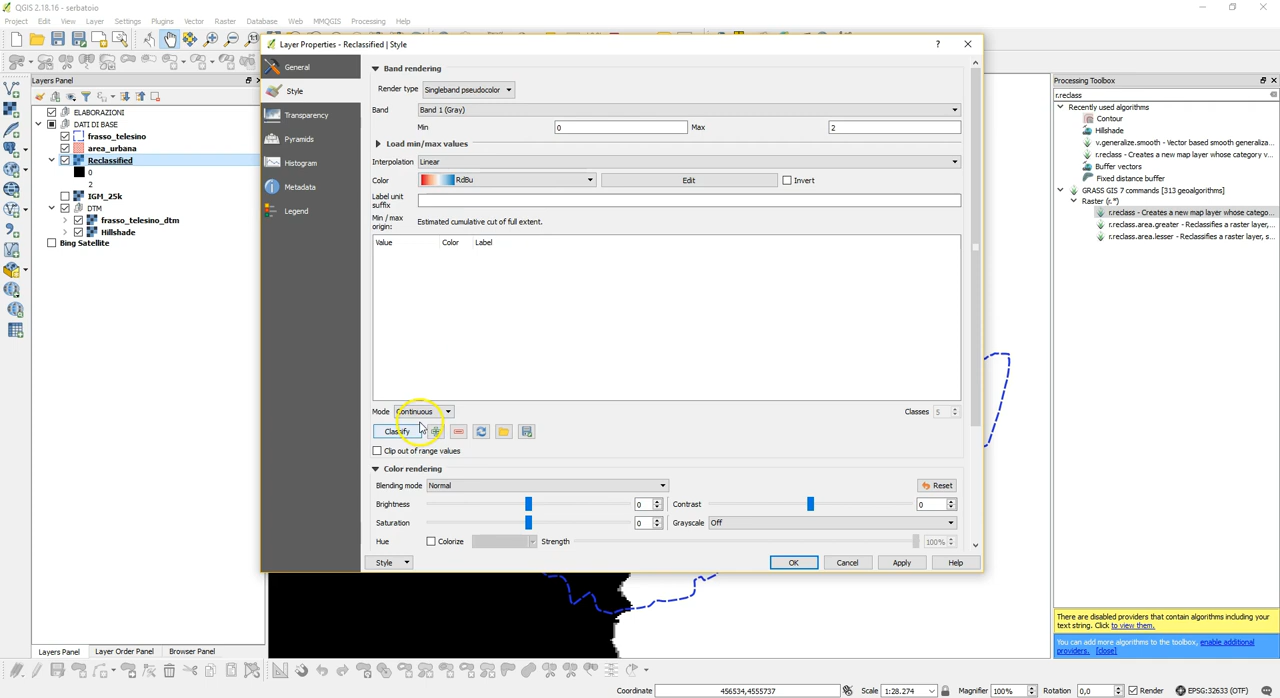 QGIS 2.18.16 - serbatoio
Project Edit View Layer Settings Plugins Vector Raster Database Web MMQGIS Processing Help
Layers Panel
ELABORAZIONI
DATI DI BASE
frasso_telesino
area_urbana
Reclassified
0
2
IGM_25k
DTM
frasso_telesino_dtm
Hillshade
Bing Satellite
Layers Panel Layer Order Panel Browser Panel
Layer Properties - Reclassified | Style
General
Style
Transparency
Pyramids
Histogram
Metadata
Legend
Band rendering
Render type Singleband pseudocolor
Band Band 1 (Gray)
Min 0 Max 2
Load min/max values
Interpolation Linear
Color RdBu Edit Invert
Label unit
suffix
Min / max
origin: Estimated cumulative cut of full extent.
Value Color Label
Mode Continuous Classes 5
Classify
Clip out of range values
Color rendering
Blending mode Normal Reset
Brightness 0 Contrast 0
Saturation 0 Grayscale Off
Hue Colorize Strength 100%
Style OK Cancel Apply Help
Processing Toolbox
r.reclass
Recently used algorithms
Contour
Hillshade
v.generalize.smooth - Vector based generaliza...
r.reclass - Creates a new map layer whose category v...
Buffer vectors
Fixed distance buffer
GRASS GIS 7 commands [313 geoalgorithms]
Raster (r.*)
r.reclass - Creates a new map layer whose catego...
r.reclass.area.greater - Reclassifies a raster layer,...
r.reclass.area.lesser - Reclassifies a raster layer, s...
There are disabled providers that contain algorithms including your
text string. Click to view them.
You can add more algorithms to the toolbox, enable additional
providers. [close]
Coordinate 456534,4555737 Scale 1:28.274 Magnifier 100% Rotation 0,0 Render EPSG:32633 (OTF)